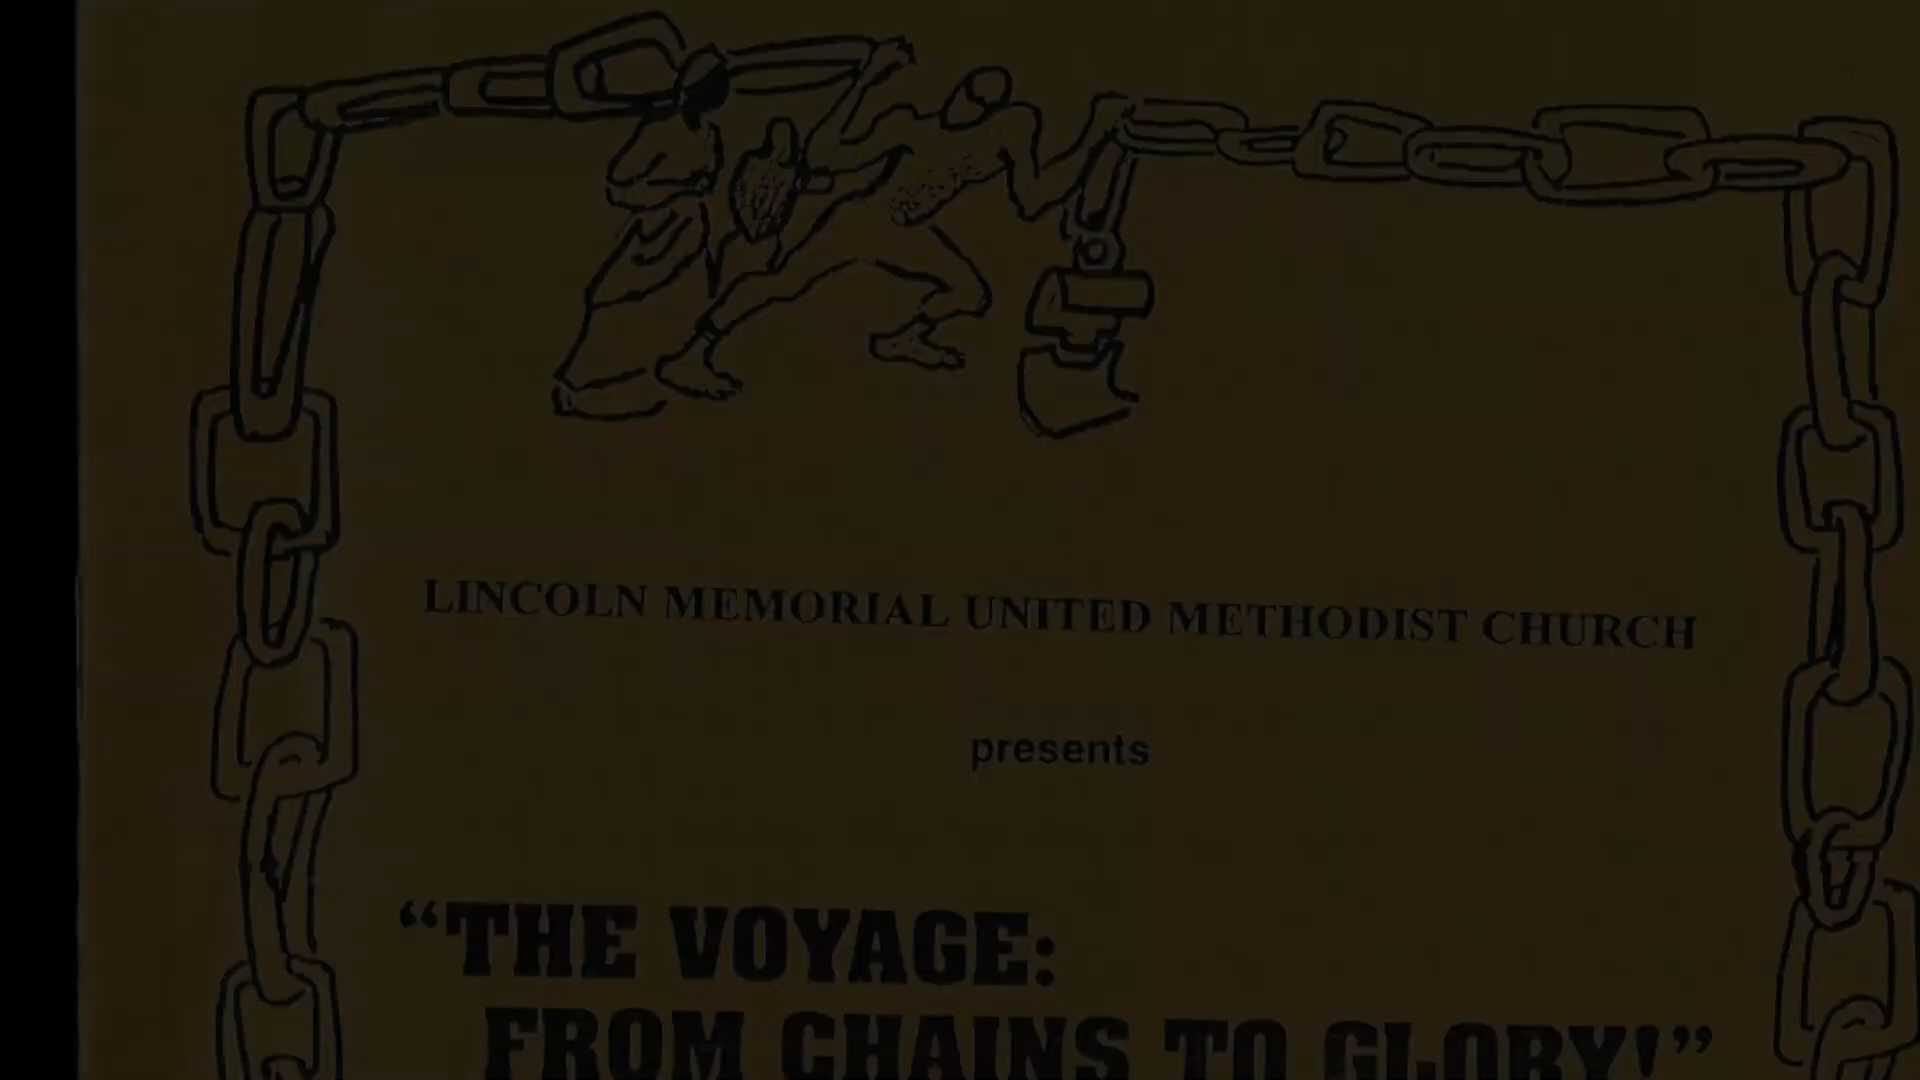 LINCOLN MEMORIAL UNITED METHODIST CHURCH
presents
“THE VOYAGE:
FROM CHAINS TO GLORY!”